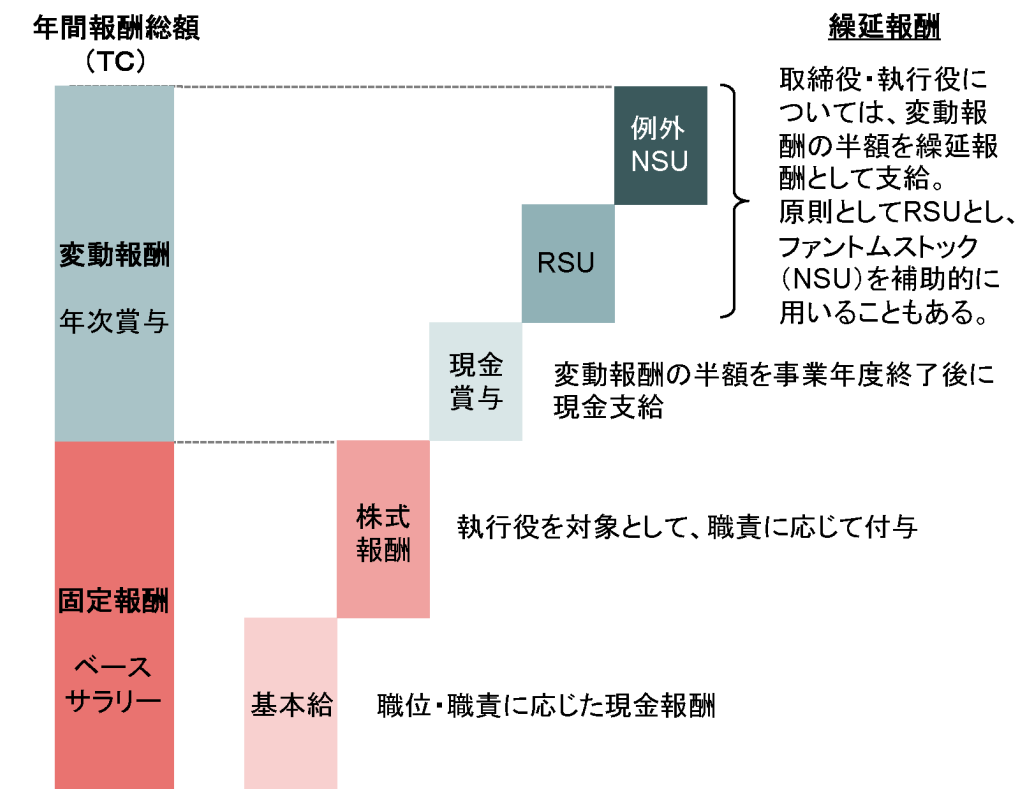 年間報酬総額
（TC）
繰延報酬
取締役・執行役に
ついては、変動報
酬の半額を繰延報
酬として支給。
原則としてRSUとし、
ファントムストック
（NSU）を補助的に
用いることもある。
例外
NSU
RSU
変動報酬
年次賞与
現金
賞与
変動報酬の半額を事業年度終了後に
現金支給
株式
報酬
執行役を対象として、職責に応じて付与
固定報酬
ベース
サラリー
基本給
職位・職責に応じた現金報酬